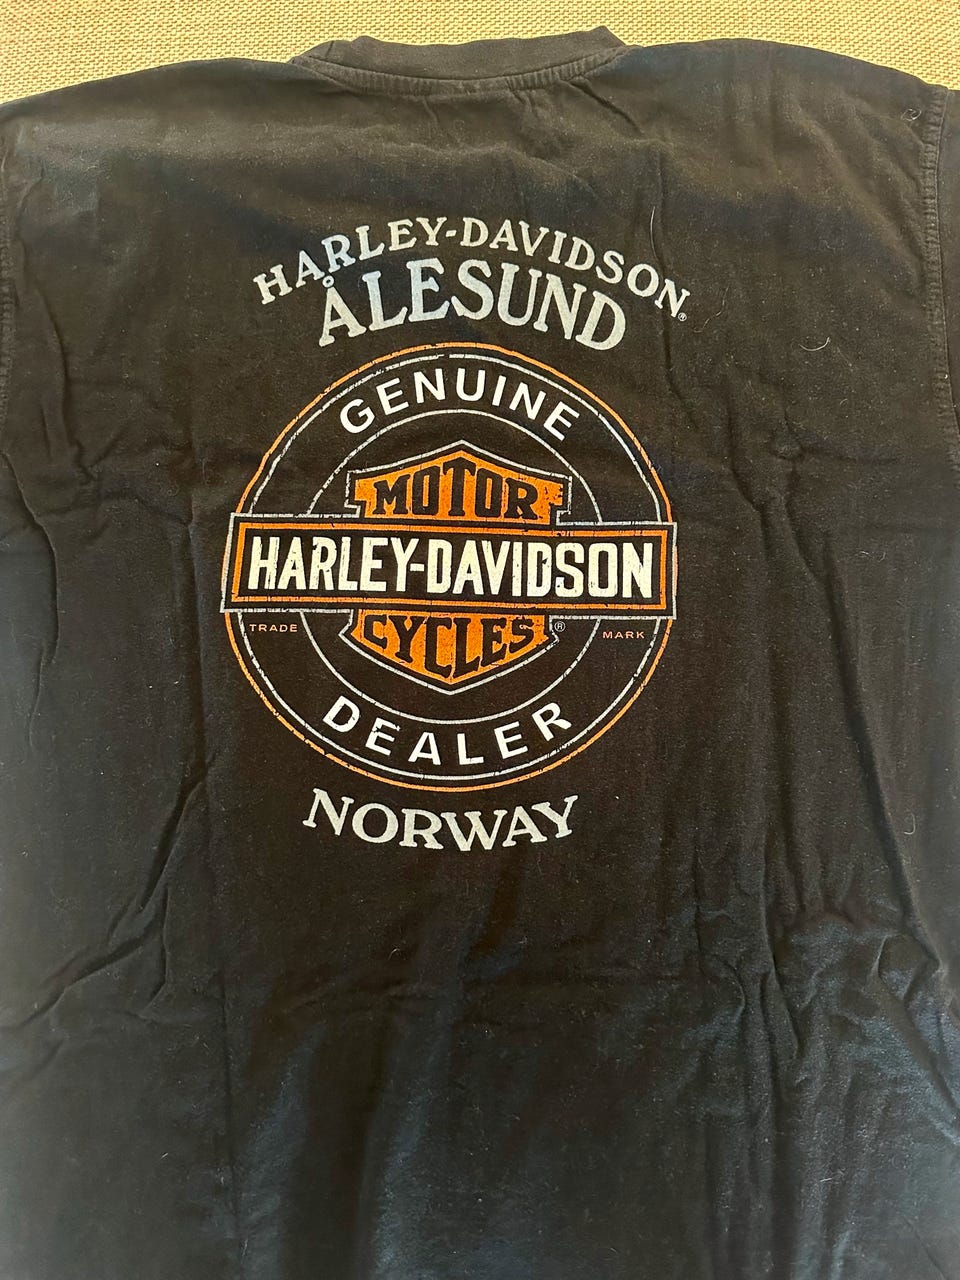 HARLEY-DAVIDSON®
ÅLESUND
GENUINE
MOTOR
HARLEY-DAVIDSON
CYCLES®
TRADE MARK
DEALER
NORWAY